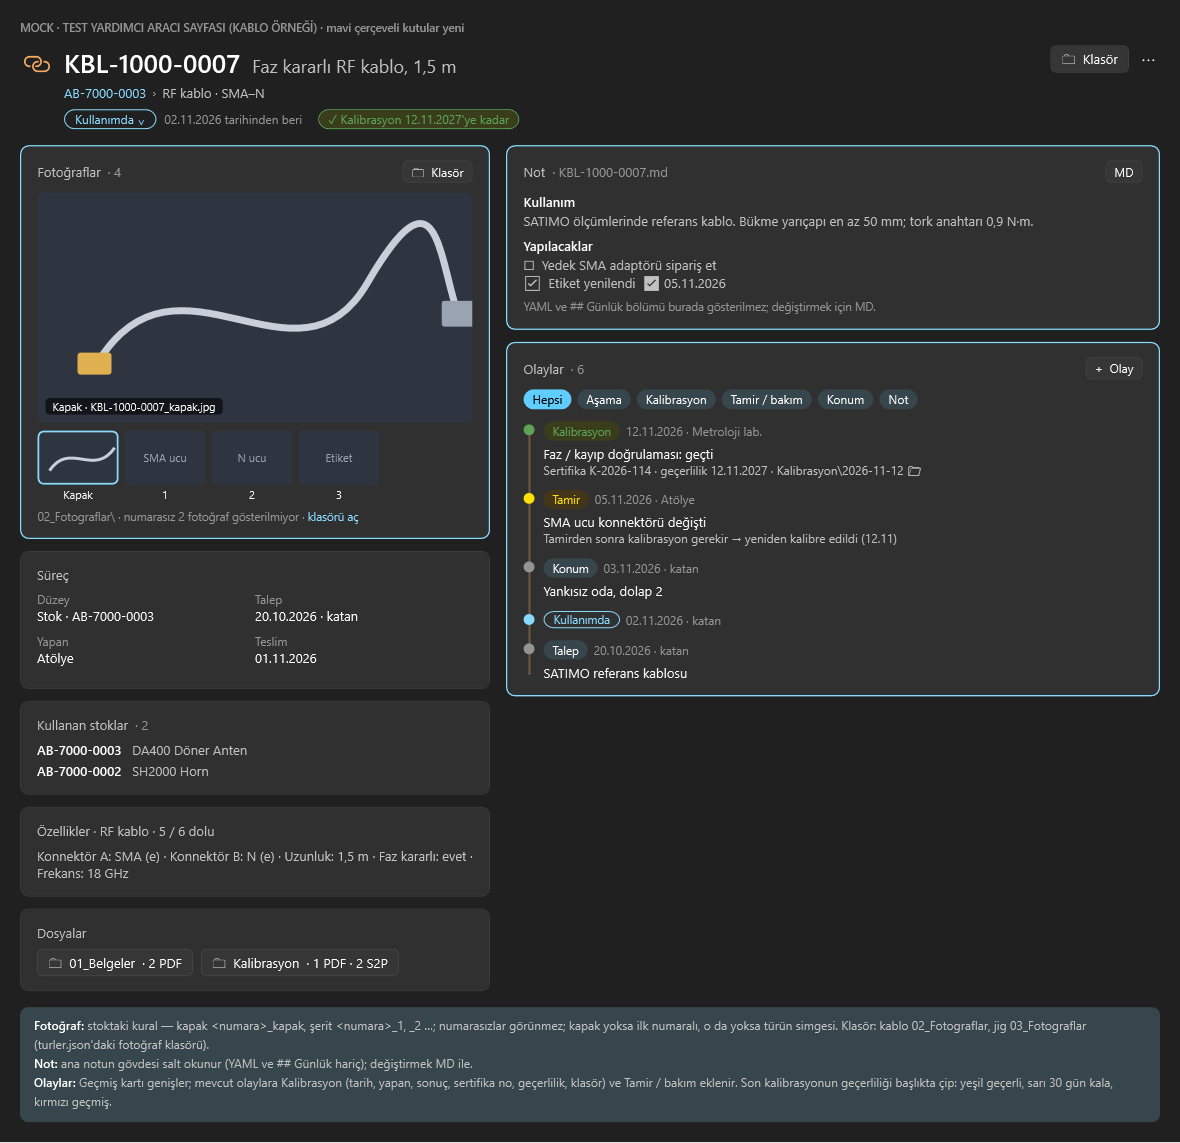 MOCK · TEST YARDIMCI ARACI SAYFASI (KABLO ÖRNEĞİ) · mavi çerçeveli kutular yeni
KBL-1000-0007 Faz kararlı RF kablo, 1,5 m
Klasör ...
AB-7000-0003 › RF kablo · SMA–N
Kullanımda v 02.11.2026 tarihinden beri ✓ Kalibrasyon 12.11.2027'ye kadar
Fotoğraflar · 4
Klasör
Kapak · KBL-1000-0007_kapak.jpg
SMA ucu
N ucu
Etiket
Kapak
1
2
3
02_Fotograflar\ · numarasız 2 fotoğraf gösterilmiyor · klasörü aç
Süreç
Düzey
Talep
Stok · AB-7000-0003
20.10.2026 · katan
Yapan
Teslim
Atölye
01.11.2026
Kullanan stoklar · 2
AB-7000-0003 DA400 Döner Anten
AB-7000-0002 SH2000 Horn
Özellikler · RF kablo · 5 / 6 dolu
Konnektör A: SMA (e) · Konnektör B: N (e) · Uzunluk: 1,5 m · Faz kararlı: evet ·
Frekans: 18 GHz
Dosyalar
01_Belgeler · 2 PDF
Kalibrasyon · 1 PDF · 2 S2P
Not · KBL-1000-0007.md
MD
Kullanım
SATIMO ölçümlerinde referans kablo. Bükme yarıçapı en az 50 mm; tork anahtarı 0,9 N·m.
Yapılacaklar
☐ Yedek SMA adaptörü sipariş et
☑ Etiket yenilendi ✅ 05.11.2026
YAML ve ## Günlük bölümü burada gösterilmez; değiştirmek için MD.
Olaylar · 6
+ Olay
Hepsi
Aşama
Kalibrasyon
Tamir / bakım
Konum
Not
Kalibrasyon 12.11.2026 · Metroloji lab.
Faz / kayıp doğrulaması: geçti
Sertifika K-2026-114 · geçerlilik 12.11.2027 · Kalibrasyon\2026-11-12
Tamir 05.11.2026 · Atölye
SMA ucu konnektörü değişti
Tamirden sonra kalibrasyon gerekir → yeniden kalibre edildi (12.11)
Konum 03.11.2026 · katan
Yankısız oda, dolap 2
Kullanımda 02.11.2026 · katan
Talep 20.10.2026 · katan
SATIMO referans kablosu
Fotoğraf: stoktaki kural — kapak <numara>_kapak, şerit <numara>_1, _2 ...; numarasızlar görünmez; kapak yoksa ilk numaralı, o da yoksa türün simgesi. Klasör: kablo 02_Fotograflar, jig 03_Fotograflar
(turler.json'daki fotoğraf klasörü).
Not: ana notun gövdesi salt okunur (YAML ve ## Günlük hariç); değiştirmek MD ile.
Olaylar: Geçmiş kartı genişler; mevcut olaylara Kalibrasyon (tarih, yapan, sonuç, sertifika no, geçerlilik, klasör) ve Tamir / bakım eklenir. Son kalibrasyonun geçerliliği başlıkta çip: yeşil geçerli, sarı 30 gün kala,
kırmızı geçmiş.